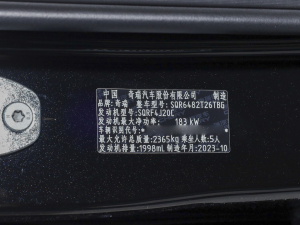 中国 奇瑞汽车股份有限公司 制造
品牌 奇瑞 整车型号 SQR6482T26TBG
发动机型号 SQRF4J20C
发动机最大净功率 183 kW
车辆识别代号 *
最大允许总质量 2365kg 乘坐人数 5人
发动机排量 1998ml 制造年月 2023-10